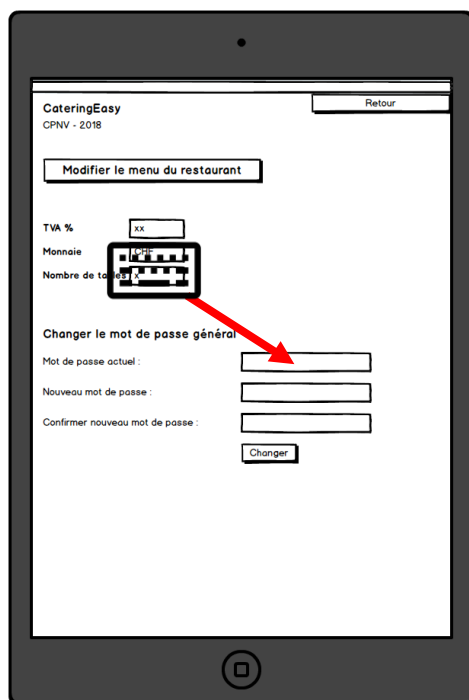 CateringEasy
Retour
CPNV - 2018
Modifier le menu du restaurant
TVA % xx
Monnaie CHF
Nombre de tables x
Changer le mot de passe général
Mot de passe actuel :
Nouveau mot de passe :
Confirmer nouveau mot de passe :
Changer